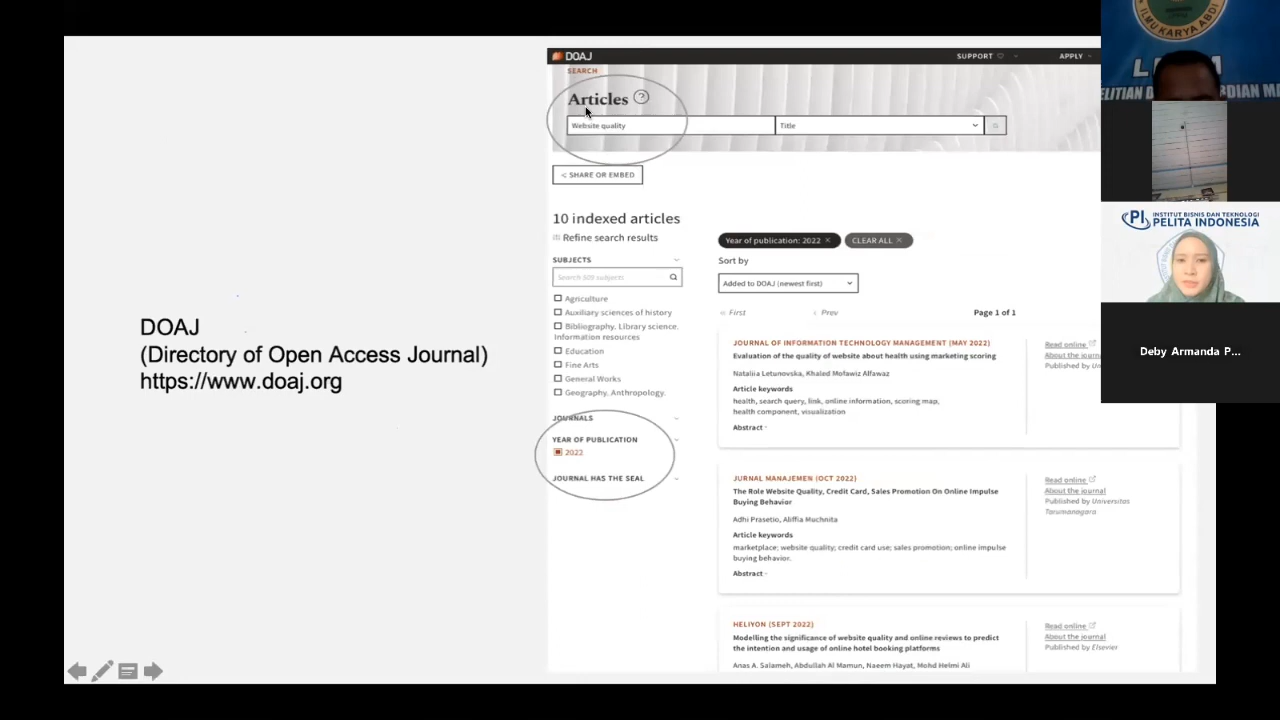 DOAJ
(Directory of Open Access Journal)
https://www.doaj.org
DOAJ
SUPPORT
APPLY
SEARCH
Articles ?
Website quality
Title
< SHARE OR EMBED
10 indexed articles
Refine search results
SUBJECTS
Search 609 subjects
Agriculture
Auxiliary sciences of history
Bibliography. Library science.
Information resources
Education
Fine Arts
General Works
Geography. Anthropology.
JOURNALS
YEAR OF PUBLICATION
2022
JOURNAL HAS THE SEAL
Year of publication: 2022 ×
CLEAR ALL ×
Sort by
Added to DOAJ (newest first)
First
Prev
Page 1 of 1
JOURNAL OF INFORMATION TECHNOLOGY MANAGEMENT (MAY 2022)
Evaluation of the quality of website about health using marketing scoring
Nataliia Letunovska, Khaled Mofawiz Alfawaz
Article keywords
health, search query, link, online information, scoring map,
health component, visualization
Abstract
Read online
About the journal
Published by
JURNAL MANAJEMEN (OCT 2022)
The Role Website Quality, Credit Card, Sales Promotion On Online Impulse
Buying Behavior
Adhi Prasetio, Aliffia Muchnita
Article keywords
marketplace; website quality; credit card use; sales promotion; online impulse
buying behavior.
Abstract
Read online
About the journal
Published by Universitas
Tarumanagara
HELIYON (SEPT 2022)
Modelling the significance of website quality and online reviews to predict
the intention and usage of online hotel booking platforms
Anas A. Salameh, Abdullah Al Mamun, Naeem Hayat, Mohd Helmi Ali
Read online
About the journal
Published by Elsevier
ILMU KARYA ABDI
PI INSTITUT BISNIS DAN TEKNOLOGI
PELITA INDONESIA
Deby Armanda P...